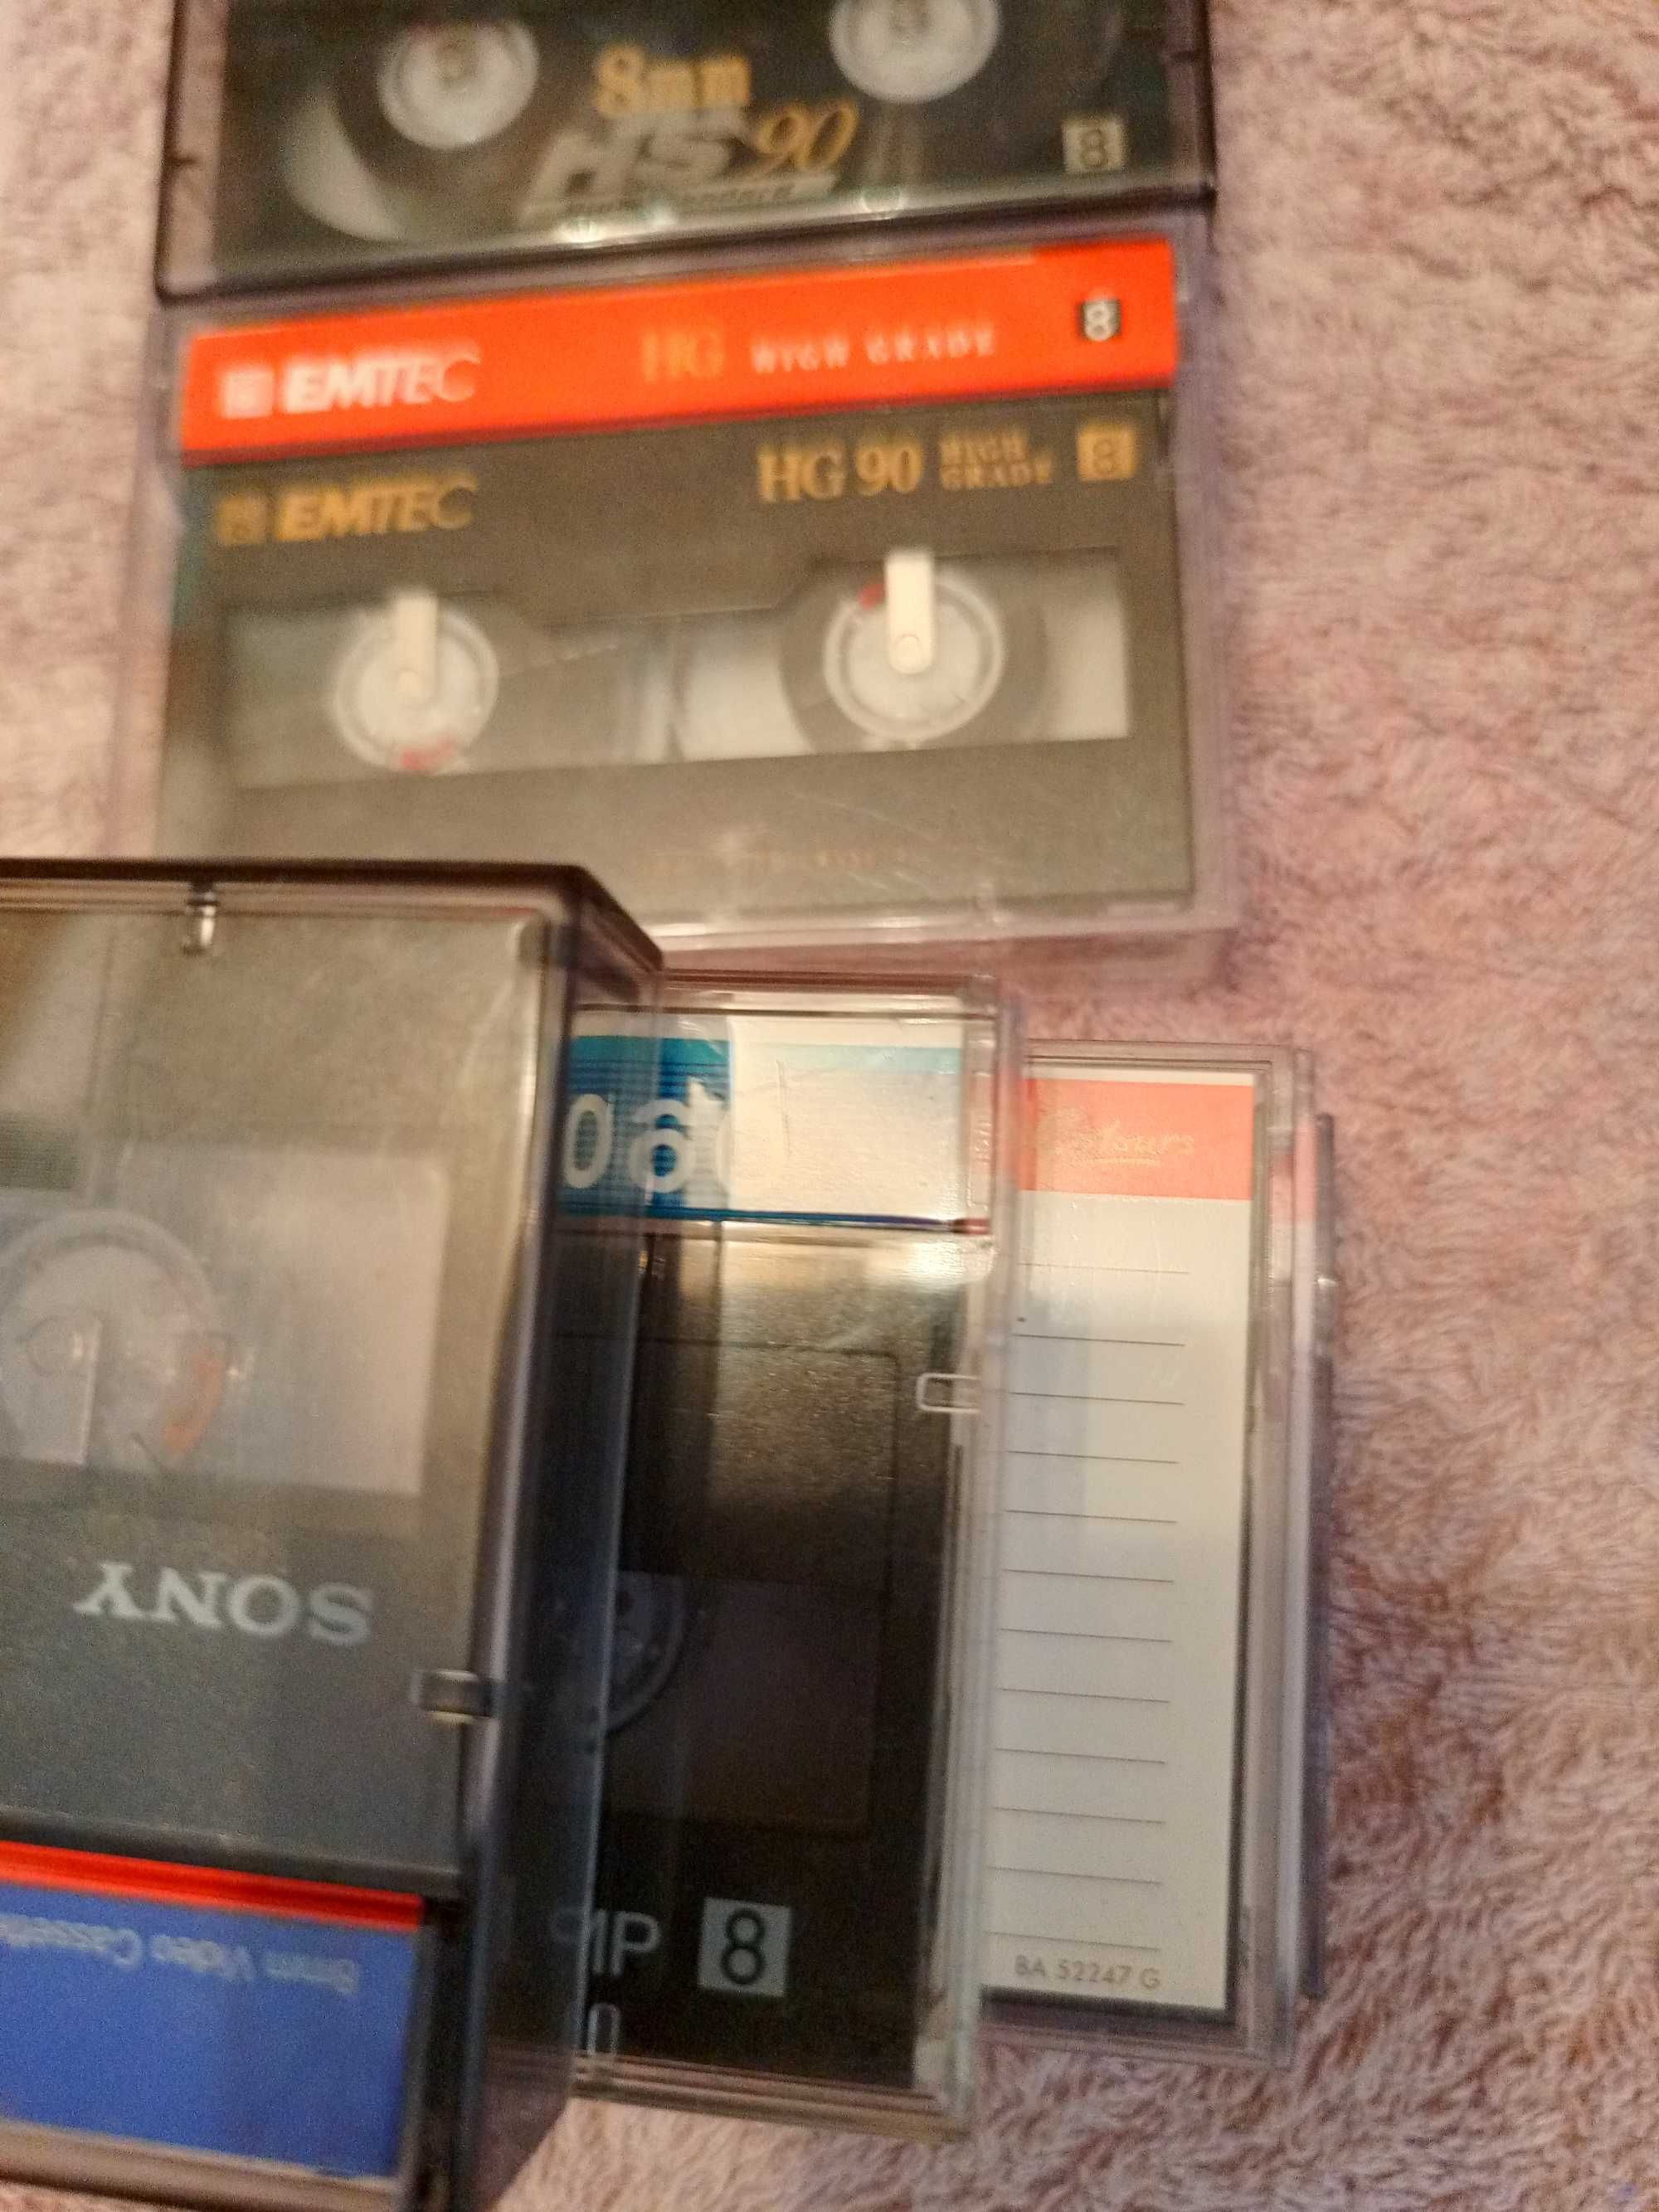 8mm
HS 90
8
EMTEC HG HIGH GRADE 8
EMTEC HG 90 HIGH GRADE 8
SONY
8mm Video Cassette
MP 8
BA 52247 G